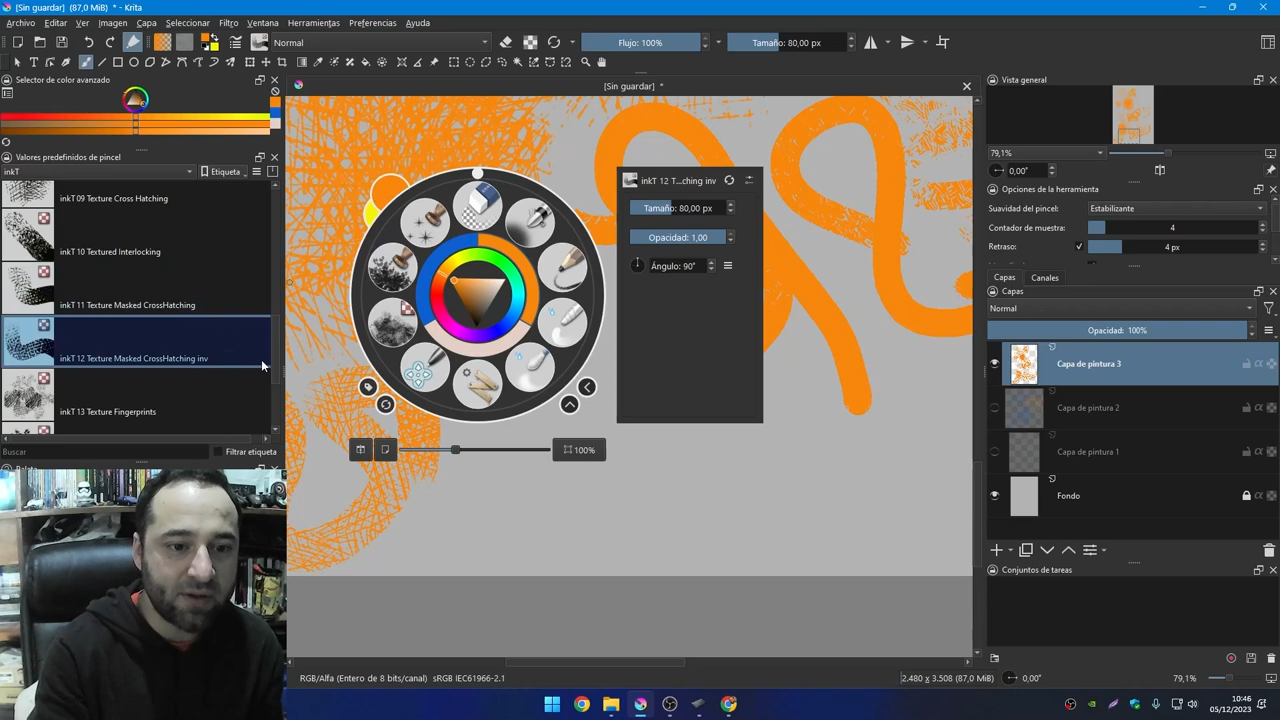 [Sin guardar] (87,0 MiB) * - Krita
Archivo Editar Ver Imagen Capa Seleccionar Filtro Ventana Herramientas Preferencias Ayuda
Normal Flujo: 100% Tamaño: 80,00 px
Selector de color avanzado
[Sin guardar] *
Vista general
Valores predefinidos de pincel
inkT Etiqueta
79,1%
0,00°
inkT 09 Texture Cross Hatching
inkT 10 Textured Interlocking
inkT 11 Texture Masked CrossHatching
inkT 12 Texture Masked CrossHatching inv
inkT 13 Texture Fingerprints
Buscar Filtrar etiqueta
inkT 12 T...ching inv
Tamaño: 80,00 px
Opacidad: 1,00
Ángulo: 90°
100%
Opciones de la herramienta
Suavidad del pincel: Estabilizante
Contador de muestra: 4
Retraso: 4 px
Capas Canales
Capas
Normal
Opacidad: 100%
Capa de pintura 3
Capa de pintura 2
Capa de pintura 1
Fondo
Conjuntos de tareas
RGB/Alfa (Entero de 8 bits/canal) sRGB IEC61966-2.1
2.480 x 3.508 (87,0 MiB) 0,00° 79,1%
10:46
05/12/2023